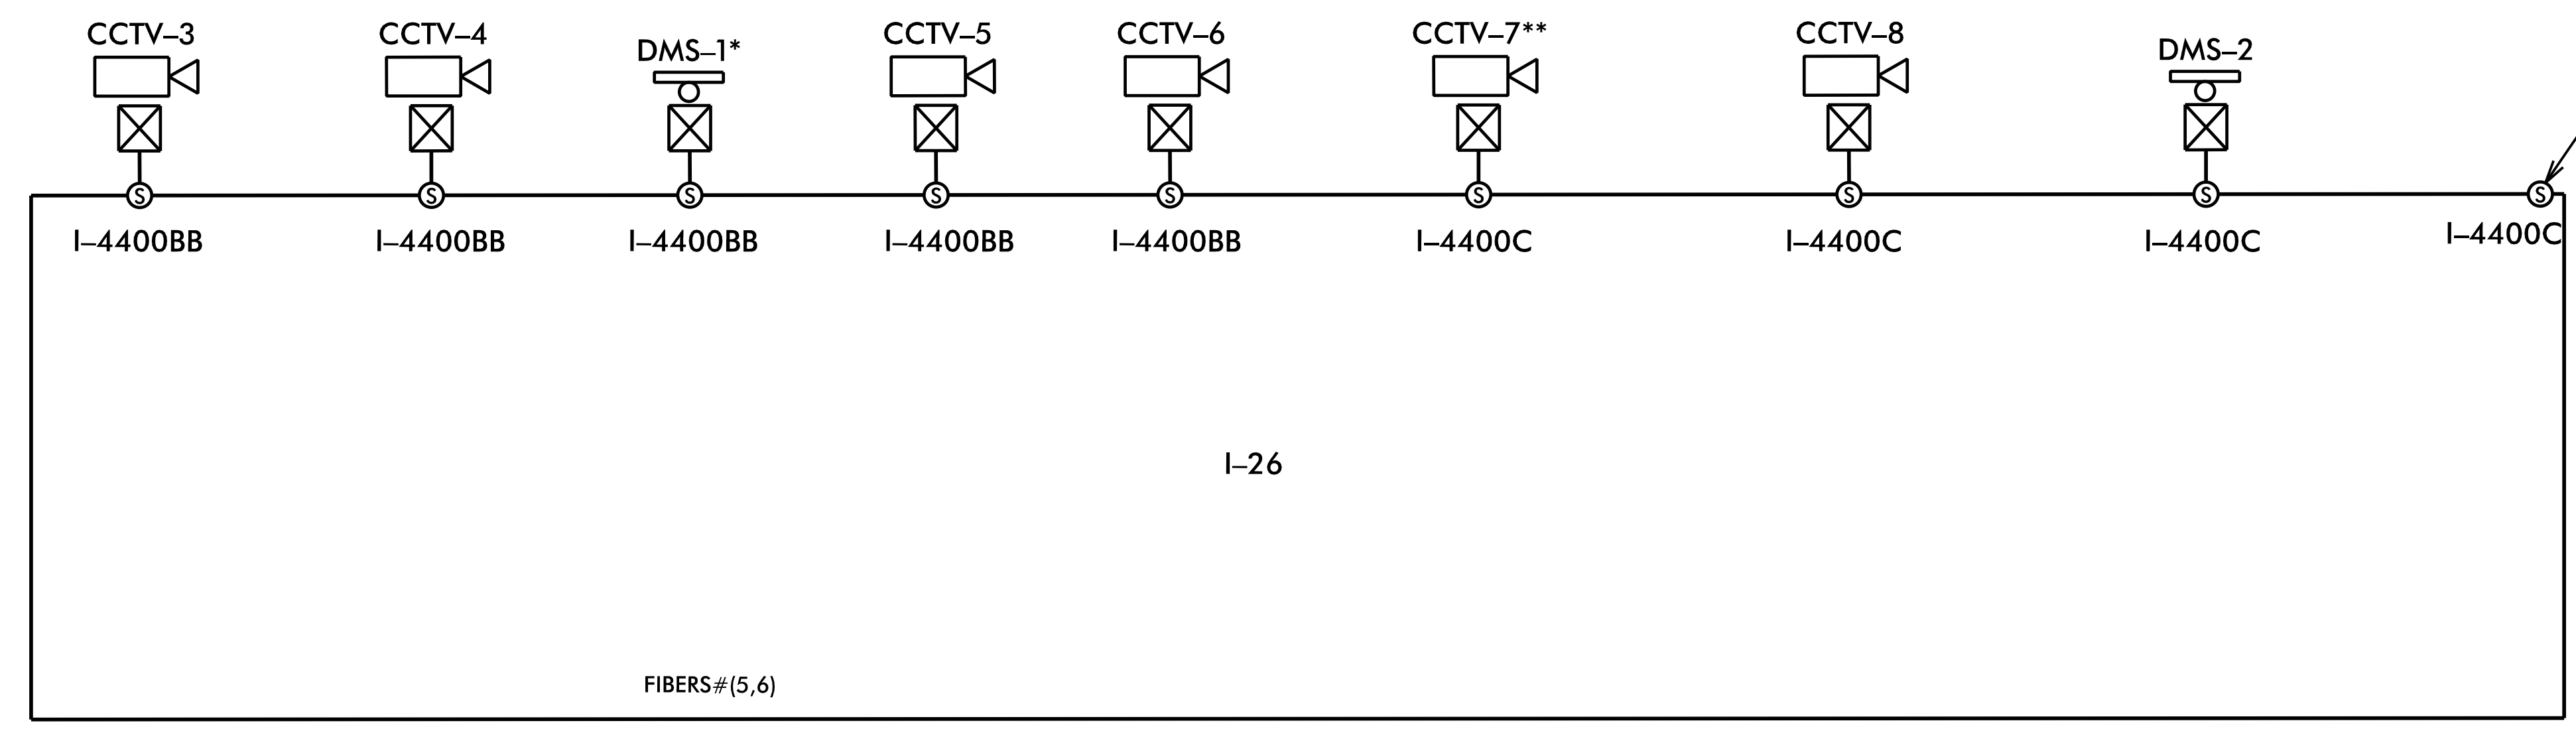 CCTV–3 CCTV–4 DMS–1* CCTV–5 CCTV–6 CCTV–7** CCTV–8 DMS–2
S S S S S S S S S
I–4400BB I–4400BB I–4400BB I–4400BB I–4400BB I–4400C I–4400C I–4400C I–4400C
I–26
FIBERS#(5,6)